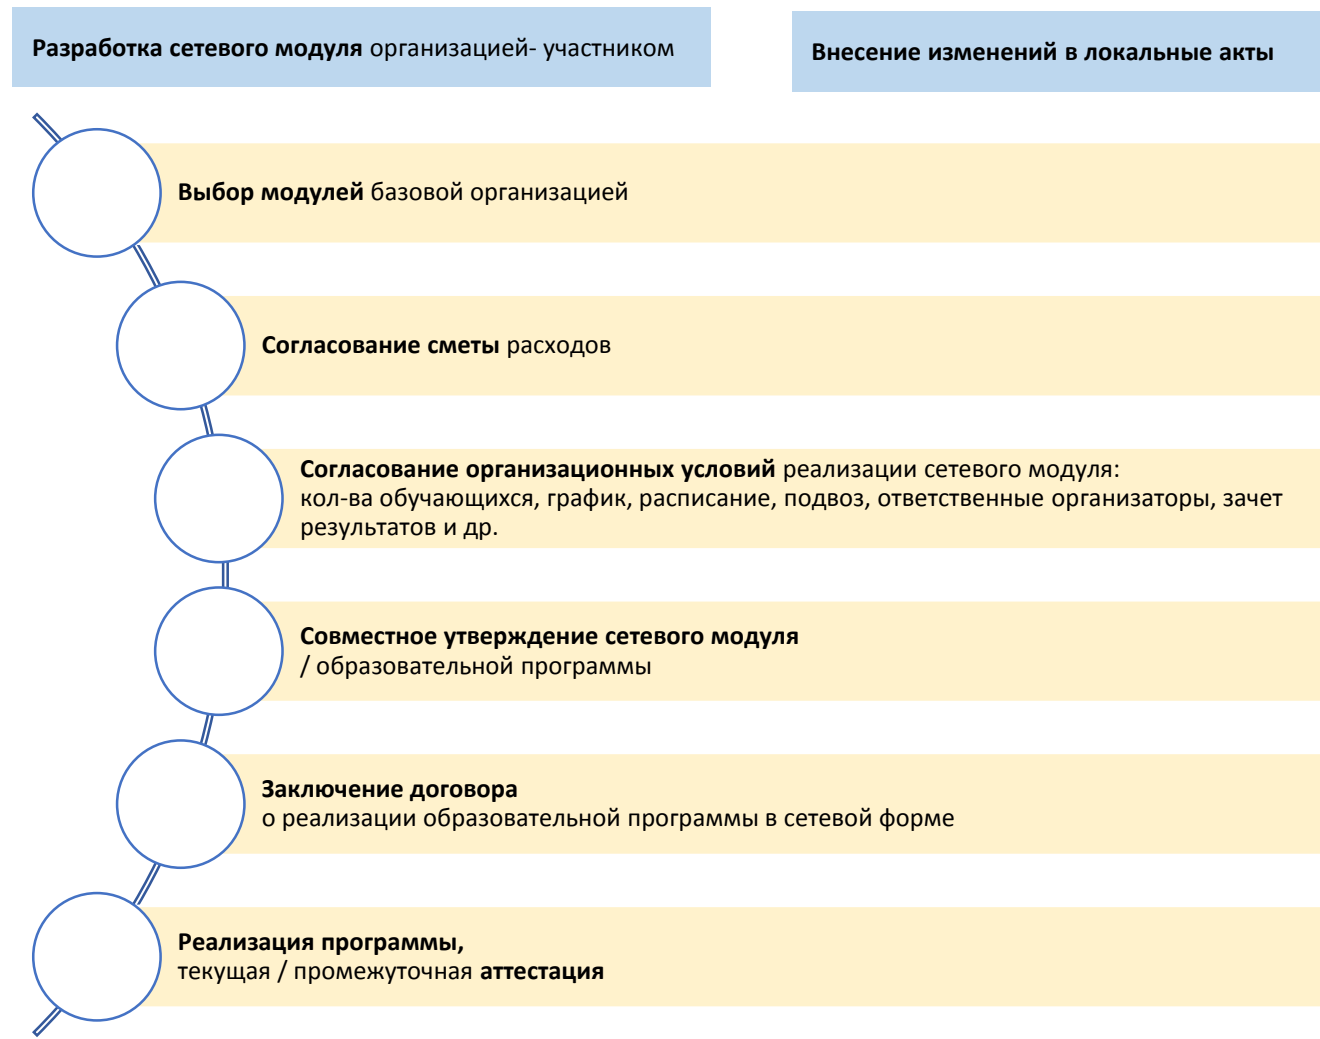 Разработка сетевого модуля организацией- участником
Внесение изменений в локальные акты
Выбор модулей базовой организацией
Согласование сметы расходов
Согласование организационных условий реализации сетевого модуля:
кол-ва обучающихся, график, расписание, подвоз, ответственные организаторы, зачет
результатов и др.
Совместное утверждение сетевого модуля
/ образовательной программы
Заключение договора
о реализации образовательной программы в сетевой форме
Реализация программы,
текущая / промежуточная аттестация